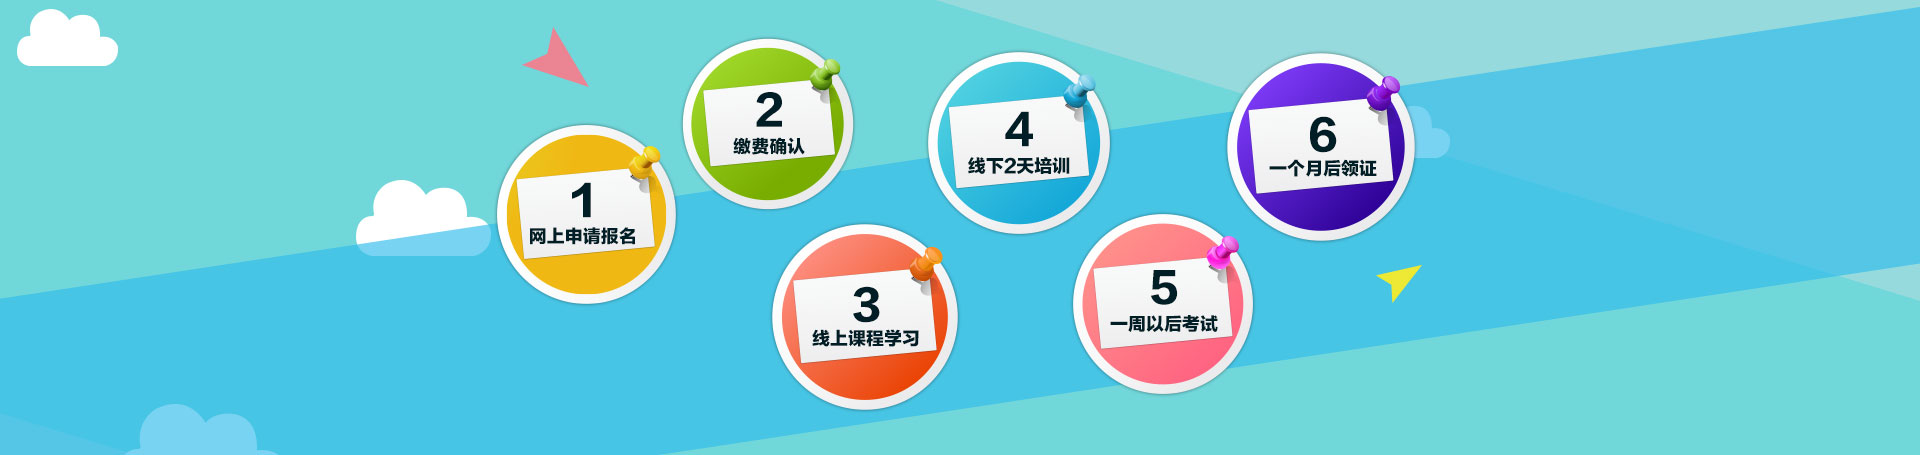 1
网上申请报名
2
缴费确认
3
线上课程学习
4
线下2天培训
5
一周以后考试
6
一个月后领证